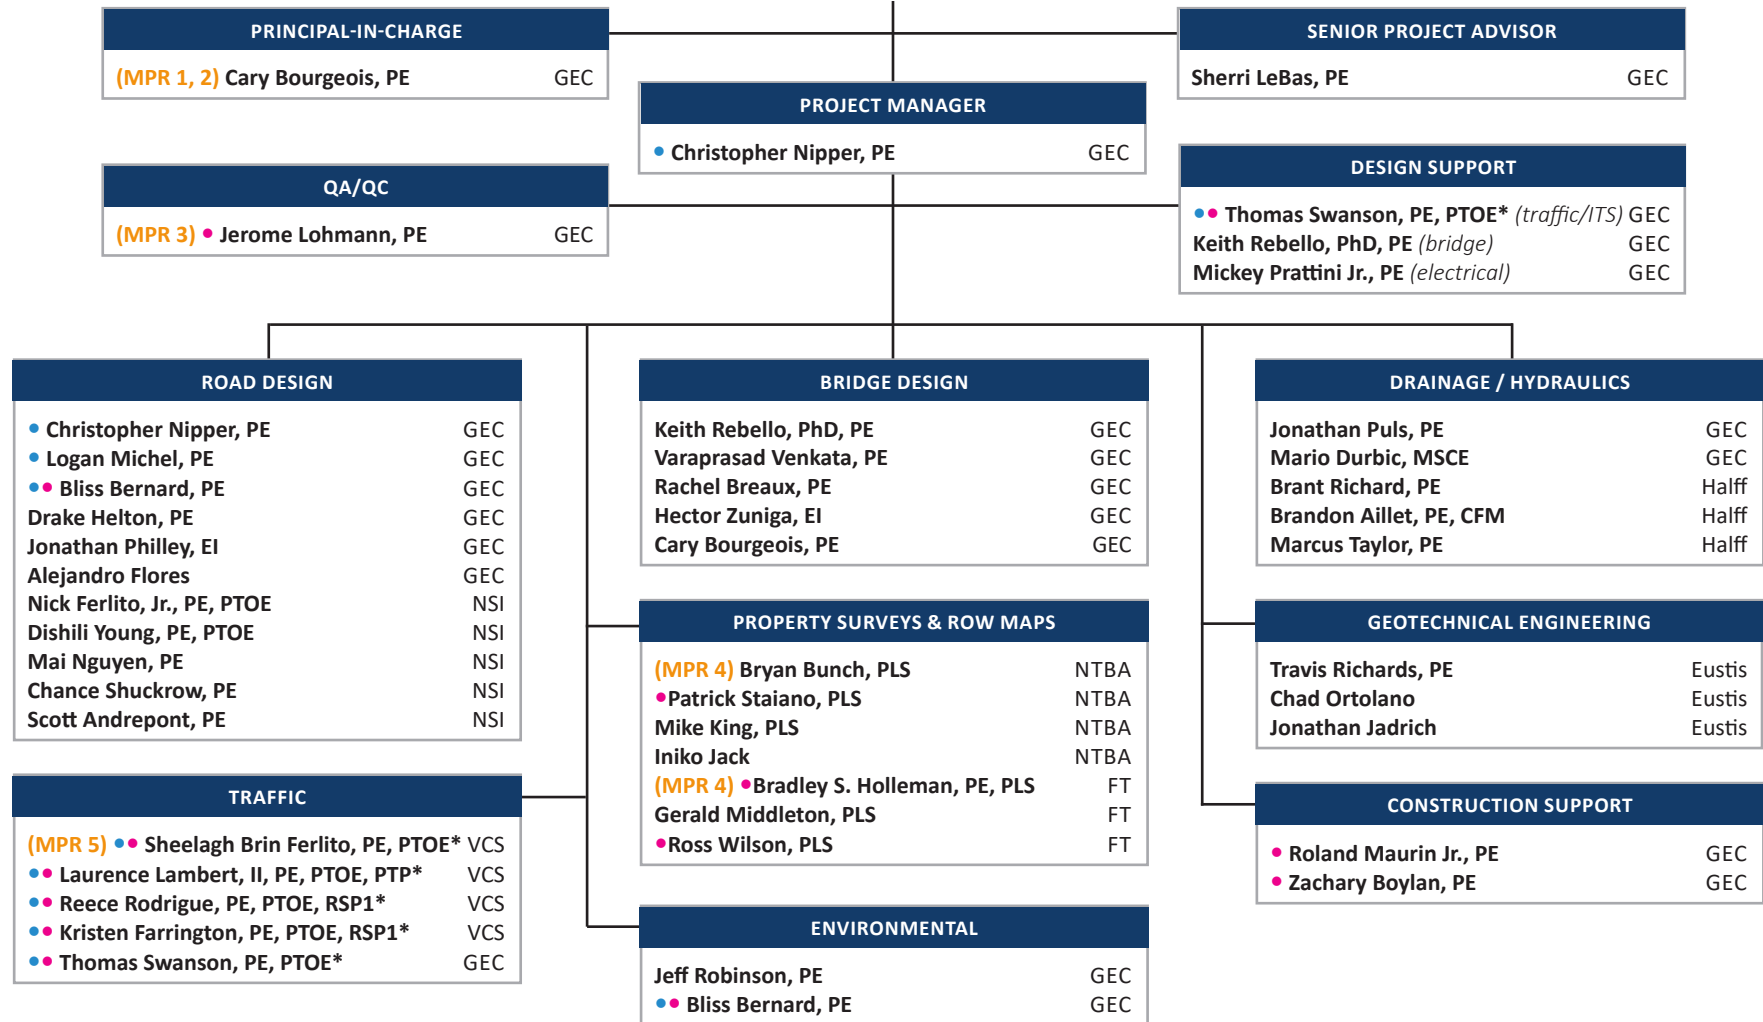 PRINCIPAL-IN-CHARGE
(MPR 1, 2) Cary Bourgeois, PE GEC
SENIOR PROJECT ADVISOR
Sherri LeBas, PE GEC
PROJECT MANAGER
• Christopher Nipper, PE GEC
QA/QC
(MPR 3) • Jerome Lohmann, PE GEC
DESIGN SUPPORT
•• Thomas Swanson, PE, PTOE* (traffic/ITS) GEC
Keith Rebello, PhD, PE (bridge) GEC
Mickey Prattini Jr., PE (electrical) GEC
ROAD DESIGN
• Christopher Nipper, PE GEC
• Logan Michel, PE GEC
•• Bliss Bernard, PE GEC
Drake Helton, PE GEC
Jonathan Philley, EI GEC
Alejandro Flores GEC
Nick Ferlito, Jr., PE, PTOE NSI
Dishili Young, PE, PTOE NSI
Mai Nguyen, PE NSI
Chance Shuckrow, PE NSI
Scott Andrepont, PE NSI
TRAFFIC
(MPR 5) •• Sheelagh Brin Ferlito, PE, PTOE* VCS
•• Laurence Lambert, II, PE, PTOE, PTP* VCS
•• Reece Rodrigue, PE, PTOE, RSP1* VCS
•• Kristen Farrington, PE, PTOE, RSP1* VCS
•• Thomas Swanson, PE, PTOE* GEC
BRIDGE DESIGN
Keith Rebello, PhD, PE GEC
Varaprasad Venkata, PE GEC
Rachel Breaux, PE GEC
Hector Zuniga, EI GEC
Cary Bourgeois, PE GEC
PROPERTY SURVEYS & ROW MAPS
(MPR 4) Bryan Bunch, PLS NTBA
•Patrick Staiano, PLS NTBA
Mike King, PLS NTBA
Iniko Jack NTBA
(MPR 4) •Bradley S. Holleman, PE, PLS FT
Gerald Middleton, PLS FT
•Ross Wilson, PLS FT
ENVIRONMENTAL
Jeff Robinson, PE GEC
•• Bliss Bernard, PE GEC
DRAINAGE / HYDRAULICS
Jonathan Puls, PE GEC
Mario Durbic, MSCE GEC
Brant Richard, PE Halff
Brandon Aillet, PE, CFM Halff
Marcus Taylor, PE Halff
GEOTECHNICAL ENGINEERING
Travis Richards, PE Eustis
Chad Ortolano Eustis
Jonathan Jadrich Eustis
CONSTRUCTION SUPPORT
• Roland Maurin Jr., PE GEC
• Zachary Boylan, PE GEC